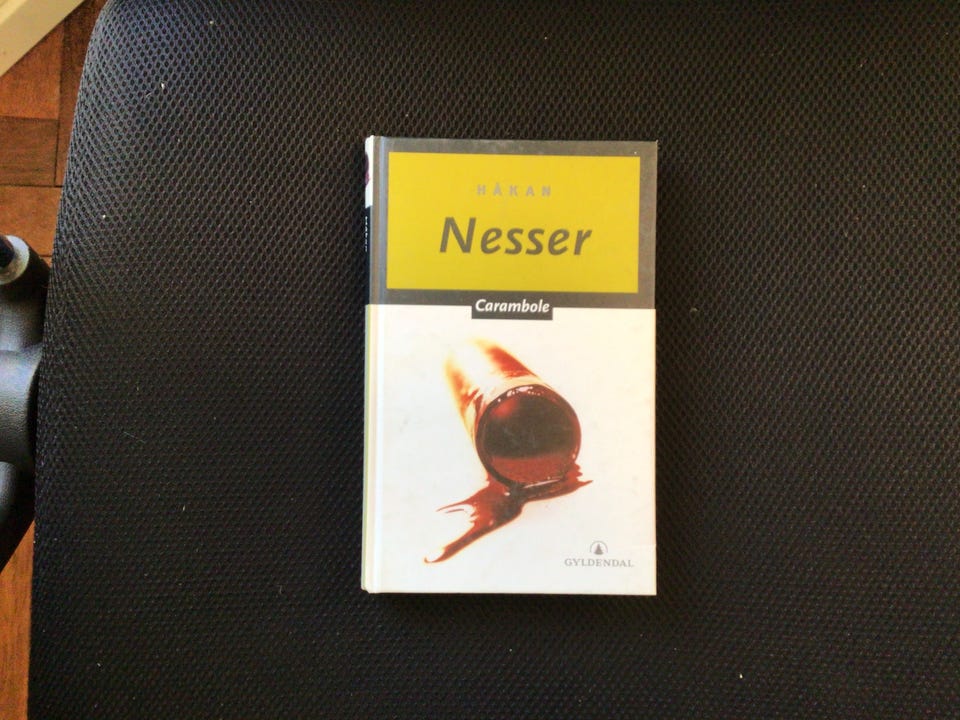 HÅKAN
Nesser
Carambole
GYLDENDAL